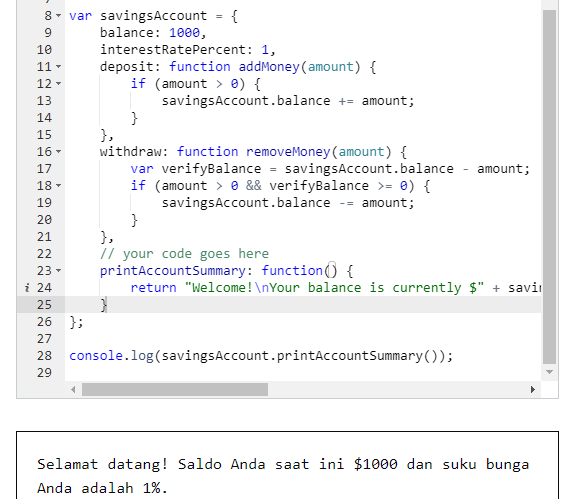 8 var savingsAccount = {
9 balance: 1000,
10 interestRatePercent: 1,
11 deposit: function addMoney(amount) {
12 if (amount > 0) {
13 savingsAccount.balance += amount;
14 }
15 },
16 withdraw: function removeMoney(amount) {
17 var verifyBalance = savingsAccount.balance - amount;
18 if (amount > 0 && verifyBalance >= 0) {
19 savingsAccount.balance -= amount;
20 }
21 },
22 // your code goes here
23 printAccountSummary: function() {
i 24 return "Welcome!\nYour balance is currently $" + savi
25 }
26 };
27
28 console.log(savingsAccount.printAccountSummary());
29
Selamat datang! Saldo Anda saat ini $1000 dan suku bunga
Anda adalah 1%.